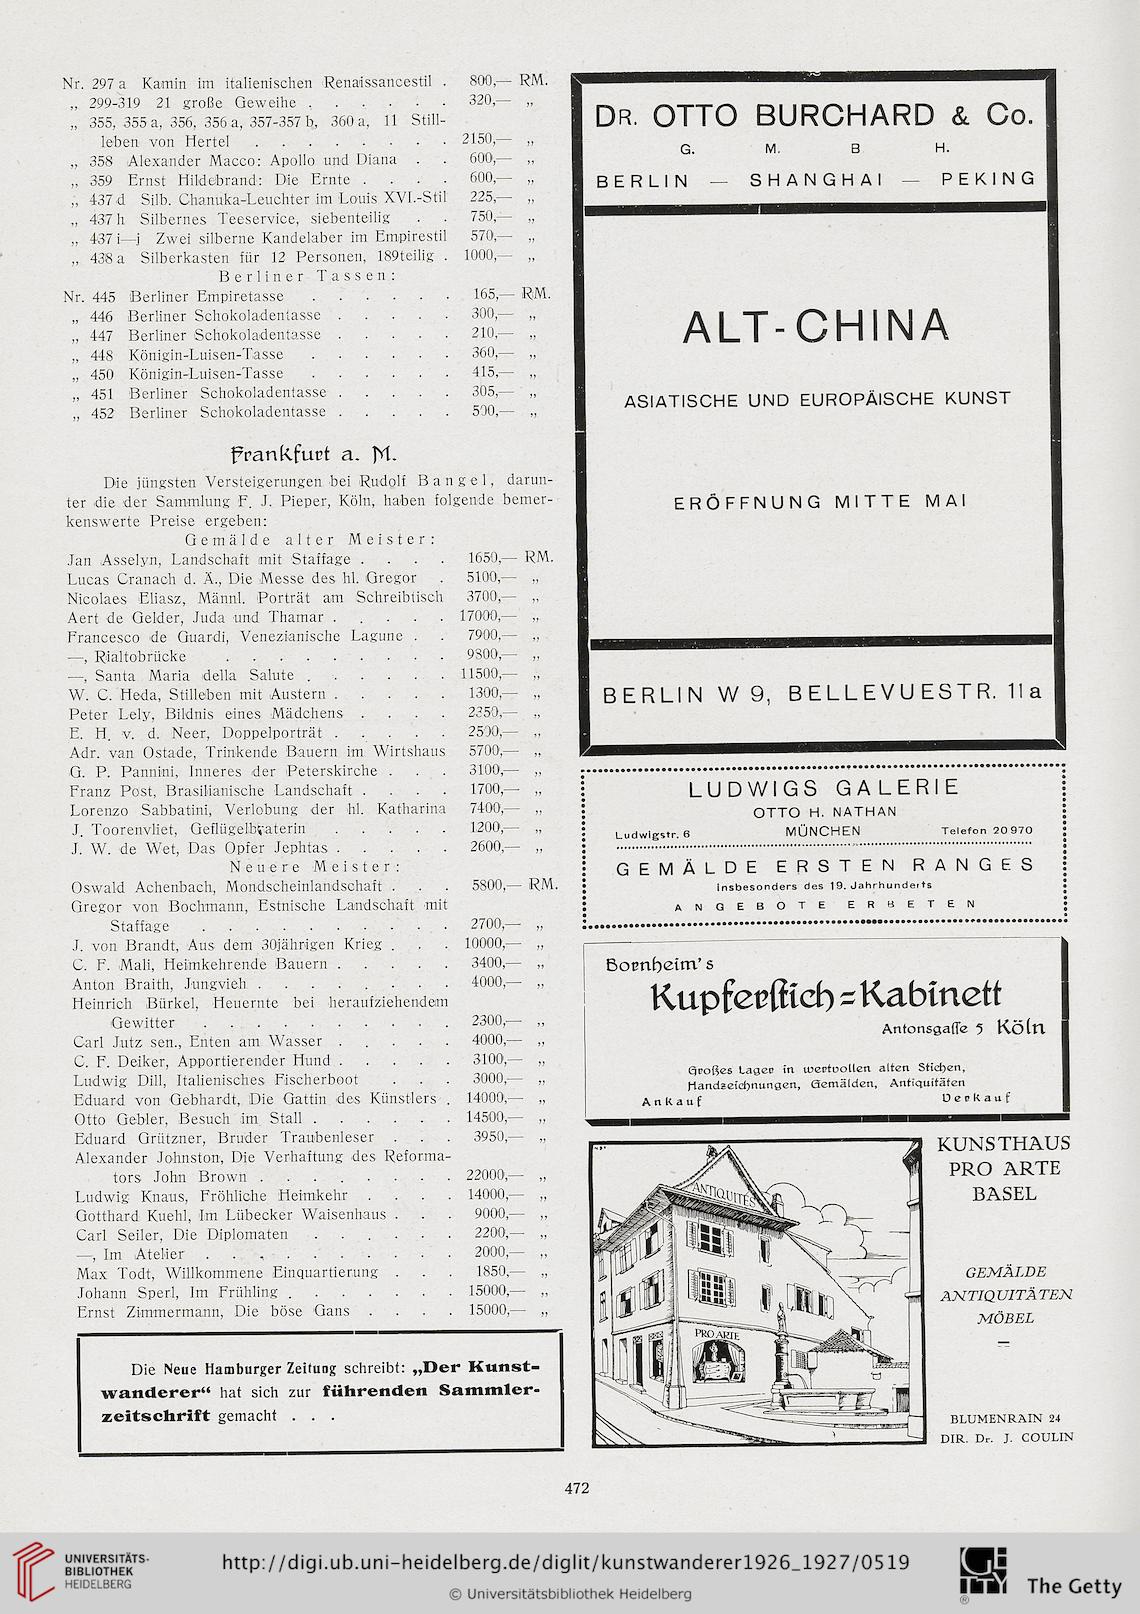 Nr. 297 a Kamin im italienischen Renaissancestil . 800,— RM.
„ 299-319 21 große Geweihe . . . . . . 320,— „
„ 355, 355 a, 356, 356 a, 357-357 b, 360 a, 11 Still-
leben von Hertel . . . . . . . . 2150,— „
„ 358 Alexander Macco: Apollo und Diana . . 600,— „
„ 359 Ernst Hildebrand: Die Ernte . . . . 600,— „
„ 437 d Silb. Chanuka-Leuchter im Louis XVI.-Stil 225,— „
„ 437 h Silbernes Teeservice, siebenteilig . . 750,— „
„ 437 i—j Zwei silberne Kandelaber im Empirestil 570,— „
„ 438 a Silberkasten für 12 Personen, 189teilig . 1000,— „
Berliner Tassen:
Nr. 445 Berliner Empiretasse . . . . . . 165,— RM.
„ 446 Berliner Schokoladentasse . . . . . 300,— „
„ 447 Berliner Schokoladentasse . . . . . 210,— „
„ 448 Königin-Luisen-Tasse . . . . . . 360,— „
„ 450 Königin-Luisen-Tasse . . . . . . 415,— „
„ 451 Berliner Schokoladentasse . . . . . 305,— „
„ 452 Berliner Schokoladentasse . . . . . 500,— „
Frankfurt a. M.
Die jüngsten Versteigerungen bei Rudolf Bangel, darun-
ter die der Sammlung F. J. Pieper, Köln, haben folgende bemer-
kenswerte Preise ergeben:
Gemälde alter Meister:
Jan Asselyn, Landschaft mit Staffage . . . . 1650,— RM.
Lucas Cranach d. Ä., Die Messe des hl. Gregor . 5100,— „
Nicolaes Eliasz, Männl. Porträt am Schreibtisch 3700,— „
Aert de Gelder, Juda und Thamar . . . . . 17000,— „
Francesco de Guardi, Venezianische Lagune . . 7900,— „
—, Rialtobrücke . . . . . . . . . 9800,— „
—, Santa Maria della Salute . . . . . . 11500,— „
W. C. Heda, Stilleben mit Austern . . . . . 1300,— „
Peter Lely, Bildnis eines Mädchens . . . . 2350,— „
E. H. v. d. Neer, Doppelporträt . . . . . 2500,— „
Adr. van Ostade, Trinkende Bauern im Wirtshaus 5700,— „
G. P. Pannini, Inneres der Peterskirche . . . 3100,— „
Franz Post, Brasilianische Landschaft . . . . 1700,— „
Lorenzo Sabbatini, Verlobung der hl. Katharina 7400,— „
J. Toorenvliet, Geflügelbraterin . . . . . 1200,— „
J. W. de Wet, Das Opfer Jephtas . . . . . 2600,— „
Neuere Meister:
Oswald Achenbach, Mondscheinlandschaft . . . 5800,— RM.
Gregor von Bochmann, Estnische Landschaft mit
Staffage . . . . . . . . . . 2700,— „
J. von Brandt, Aus dem 30jährigen Krieg . . . 10000,— „
C. F. Mali, Heimkehrende Bauern . . . . . 3400,— „
Anton Braith, Jungvieh . . . . . . . . 4000,— „
Heinrich Bürkel, Heuernte bei heraufziehendem
Gewitter . . . . . . . . . . 2300,— „
Carl Jutz sen., Enten am Wasser . . . . . 4000,— „
C. F. Deiker, Apportierender Hund . . . . . 3100,— „
Ludwig Dill, Italienisches Fischerboot . . . 3000,— „
Eduard von Gebhardt, Die Gattin des Künstlers . 14000,— „
Otto Gebler, Besuch im Stall . . . . . . 14500,— „
Eduard Grützner, Bruder Traubenleser . . . 3950,— „
Alexander Johnston, Die Verhaftung des Reforma-
tors John Brown . . . . . . . . 22000,— „
Ludwig Knaus, Fröhliche Heimkehr . . . . 14000,— „
Gotthard Kuehl, Im Lübecker Waisenhaus . . . 9000,— „
Carl Seiler, Die Diplomaten . . . . . . 2200,— „
—, Im Atelier . . . . . . . . . . 2000,— „
Max Todt, Willkommene Einquartierung . . . 1850,— „
Johann Sperl, Im Frühling . . . . . . . 15000,— „
Ernst Zimmermann, Die böse Gans . . . . 15000,— „
Die Neue Hamburger Zeitung schreibt: „Der Kunst-
wanderer“ hat sich zur führenden Sammler-
zeitschrift gemacht . . .
DR. OTTO BURCHARD & Co.
G. M. B. H.
BERLIN — SHANGHAI — PEKING
ALT-CHINA
ASIATISCHE UND EUROPÄISCHE KUNST
ERÖFFNUNG MITTE MAI
BERLIN W 9, BELLEVUESTR. 11a
LUDWIGS GALERIE
OTTO H. NATHAN
Ludwigstr. 6 MÜNCHEN Telefon 20970
GEMÄLDE ERSTEN RANGES
insbesonders des 19. Jahrhunderts
ANGEBOTE ERBETEN
Bornheim's
Kupferstich=Kabinett
Antonsgasse 5 Köln
Großes Lager in wertvollen alten Stichen,
Handzeichnungen, Gemälden, Antiquitäten
Ankauf Verkauf
ANTIQUITÉS
PRO ARTE
KUNSTHAUS
PRO ARTE
BASEL
GEMÄLDE
ANTIQUITÄTEN
MÖBEL
BLUMENRAIN 24
DIR. Dr. J. COULIN
472
UNIVERSITÄTS-
BIBLIOTHEK
HEIDELBERG
http://digi.ub.uni-heidelberg.de/diglit/kunstwanderer1926_1927/0519
© Universitätsbibliothek Heidelberg
The Getty